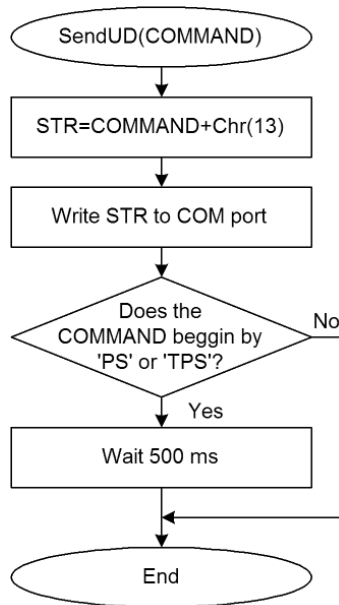 SendUD(COMMAND)
STR=COMMAND+Chr(13)
Write STR to COM port
Does the
COMMAND beggin by
'PS' or 'TPS'?
No
Yes
Wait 500 ms
End